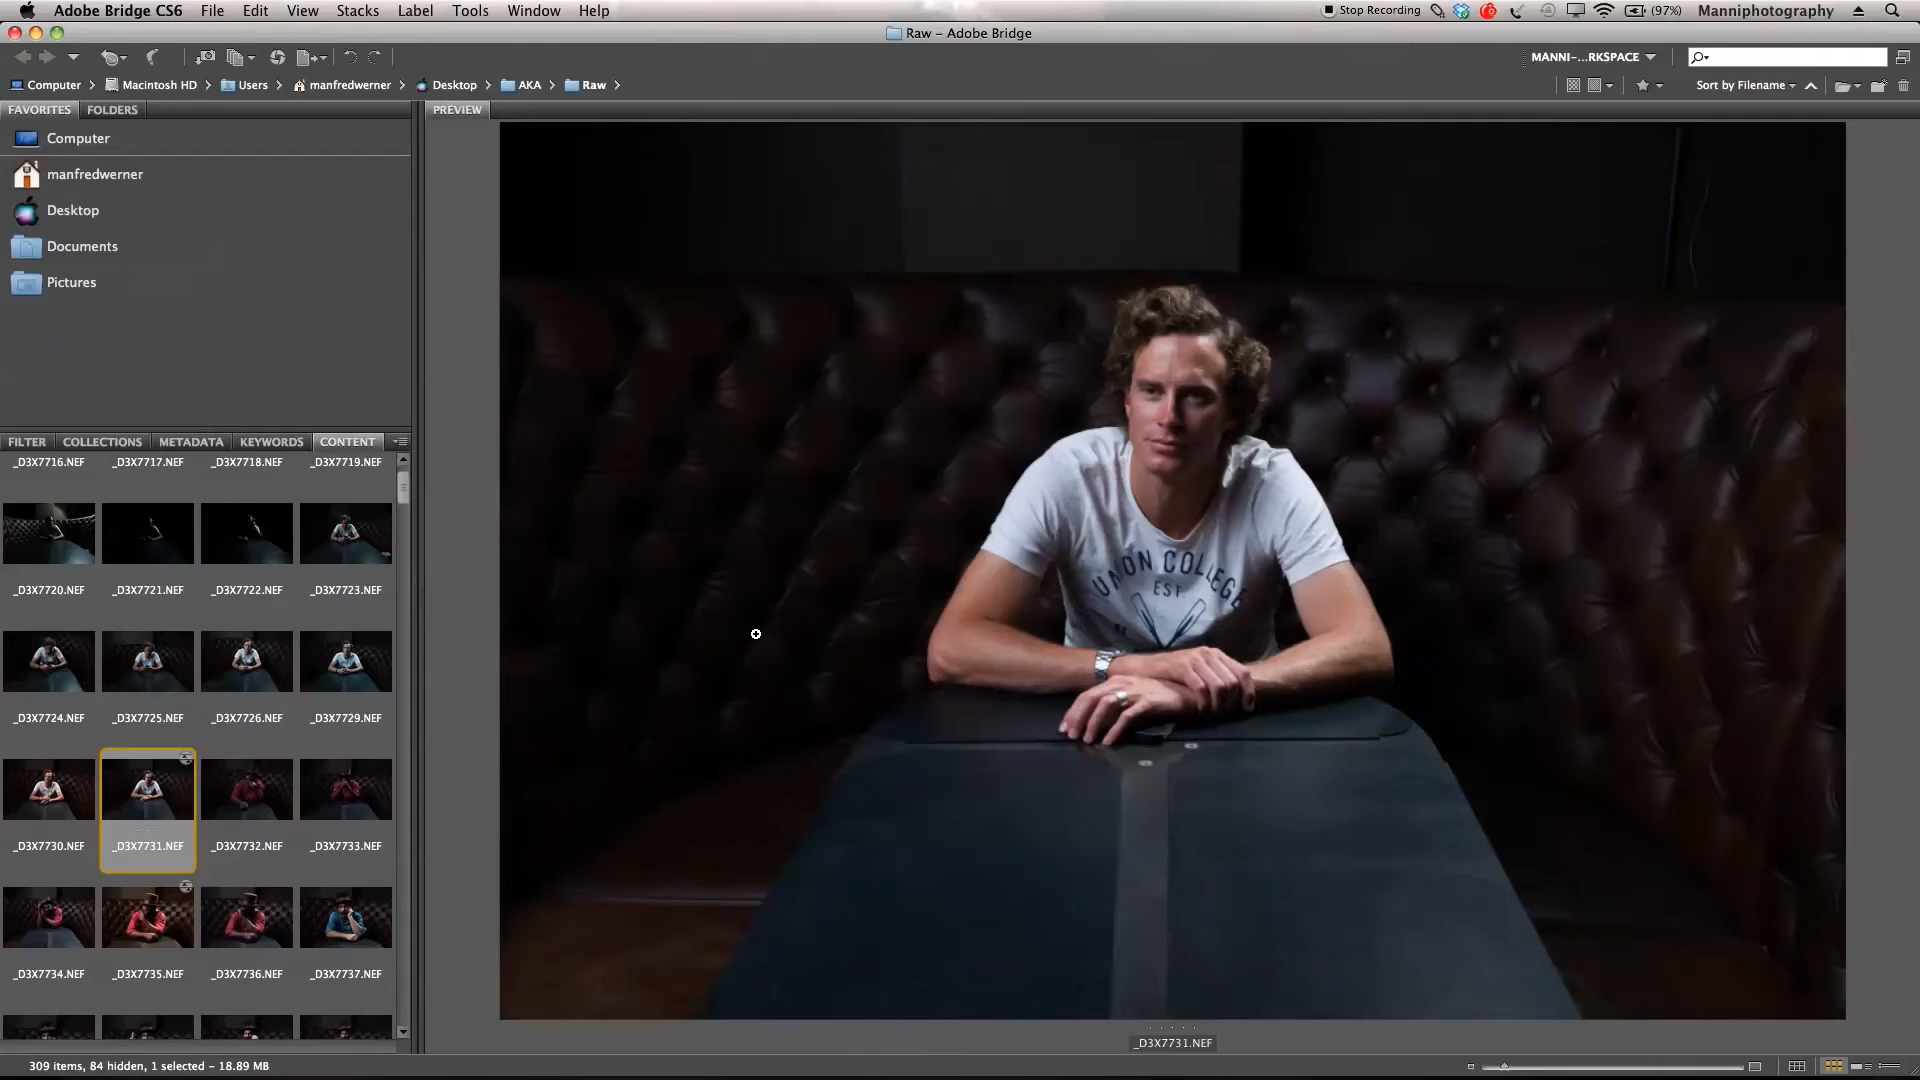 Adobe Bridge CS6 File Edit View Stacks Label Tools Window Help Stop Recording (97%) Manniphotography
Raw – Adobe Bridge
MANNI-...RKSPACE
Computer Macintosh HD Users manfredwerner Desktop AKA Raw Sort by Filename
FAVORITES FOLDERS PREVIEW
Computer
manfredwerner
Desktop
Documents
Pictures
FILTER COLLECTIONS METADATA KEYWORDS CONTENT
_D3X7716.NEF _D3X7717.NEF _D3X7718.NEF _D3X7719.NEF
_D3X7720.NEF _D3X7721.NEF _D3X7722.NEF _D3X7723.NEF
_D3X7724.NEF _D3X7725.NEF _D3X7726.NEF _D3X7729.NEF
_D3X7730.NEF _D3X7731.NEF _D3X7732.NEF _D3X7733.NEF
_D3X7734.NEF _D3X7735.NEF _D3X7736.NEF _D3X7737.NEF
UNION COLLEGE
EST.
_D3X7731.NEF
309 items, 84 hidden, 1 selected – 18.89 MB